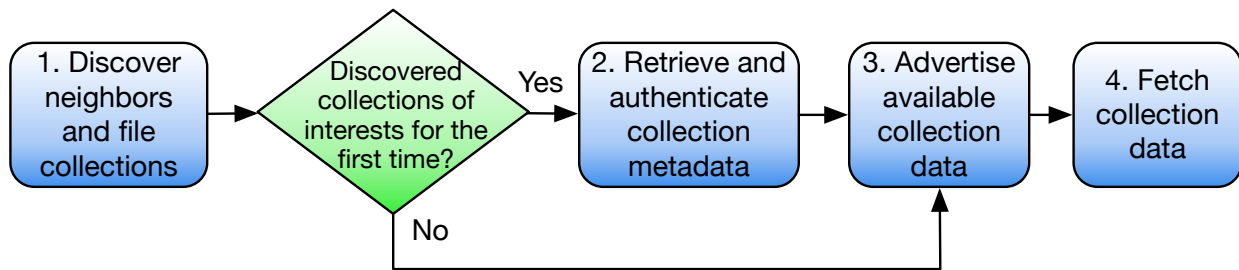 1. Discover
neighbors
and file
collections
Discovered
collections of
interests for the
first time?
Yes
No
2. Retrieve and
authenticate
collection
metadata
3. Advertise
available
collection
data
4. Fetch
collection
data